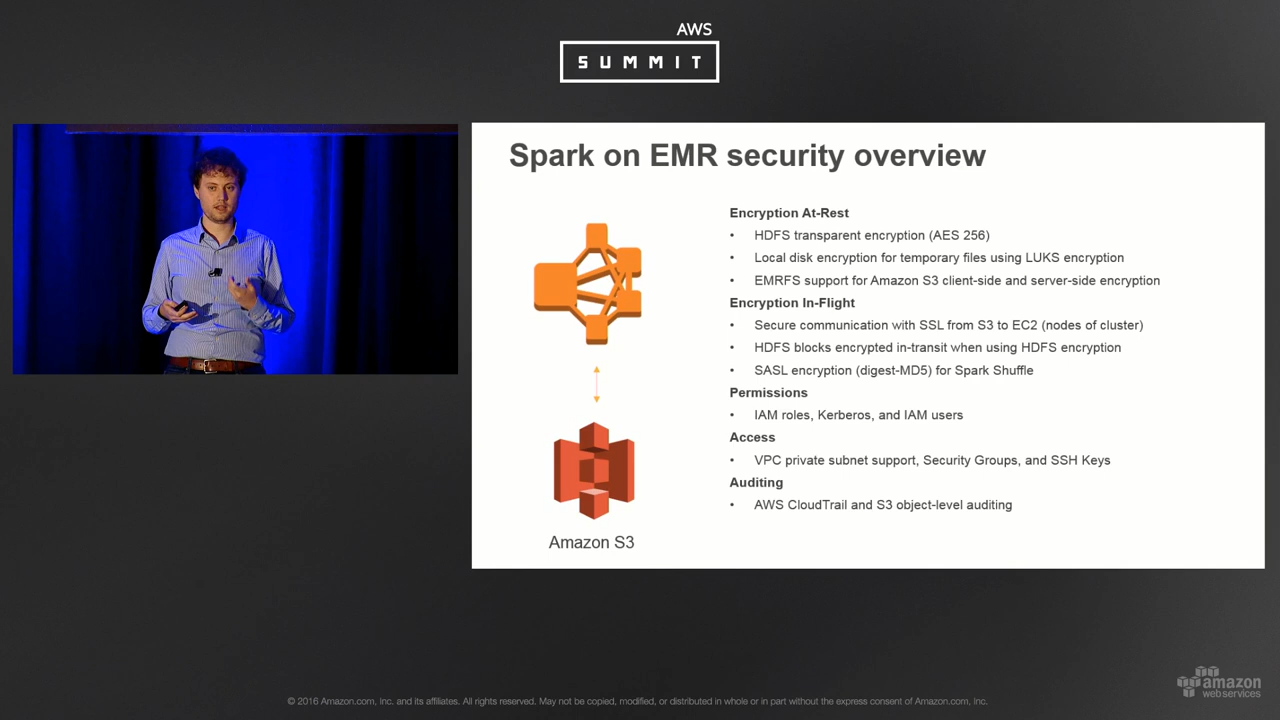 AWS
SUMMIT
Spark on EMR security overview
Encryption At-Rest
• HDFS transparent encryption (AES 256)
• Local disk encryption for temporary files using LUKS encryption
• EMRFS support for Amazon S3 client-side and server-side encryption
Encryption In-Flight
• Secure communication with SSL from S3 to EC2 (nodes of cluster)
• HDFS blocks encrypted in-transit when using HDFS encryption
• SASL encryption (digest-MD5) for Spark Shuffle
Permissions
• IAM roles, Kerberos, and IAM users
Access
• VPC private subnet support, Security Groups, and SSH Keys
Auditing
• AWS CloudTrail and S3 object-level auditing
Amazon S3
amazon
web services
© 2016 Amazon.com, Inc. and its affiliates. All rights reserved. May not be copied, modified, or distributed in whole or in part without the express consent of Amazon.com, Inc.